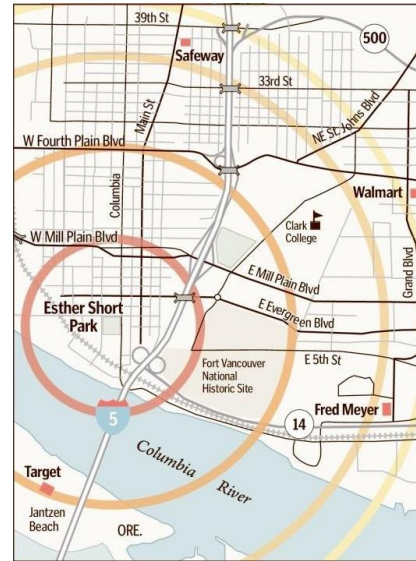 39th St
500
Safeway
33rd St
Main St
NE St. Johns Blvd
W Fourth Plain Blvd
Columbia
Walmart
Clark
College
Grand Blvd
W Mill Plain Blvd
E Mill Plain Blvd
Esther Short
Park
E Evergreen Blvd
E 5th St
Fort Vancouver
National
Historic Site
Fred Meyer
14
5
Columbia
River
Target
Jantzen
Beach
ORE.